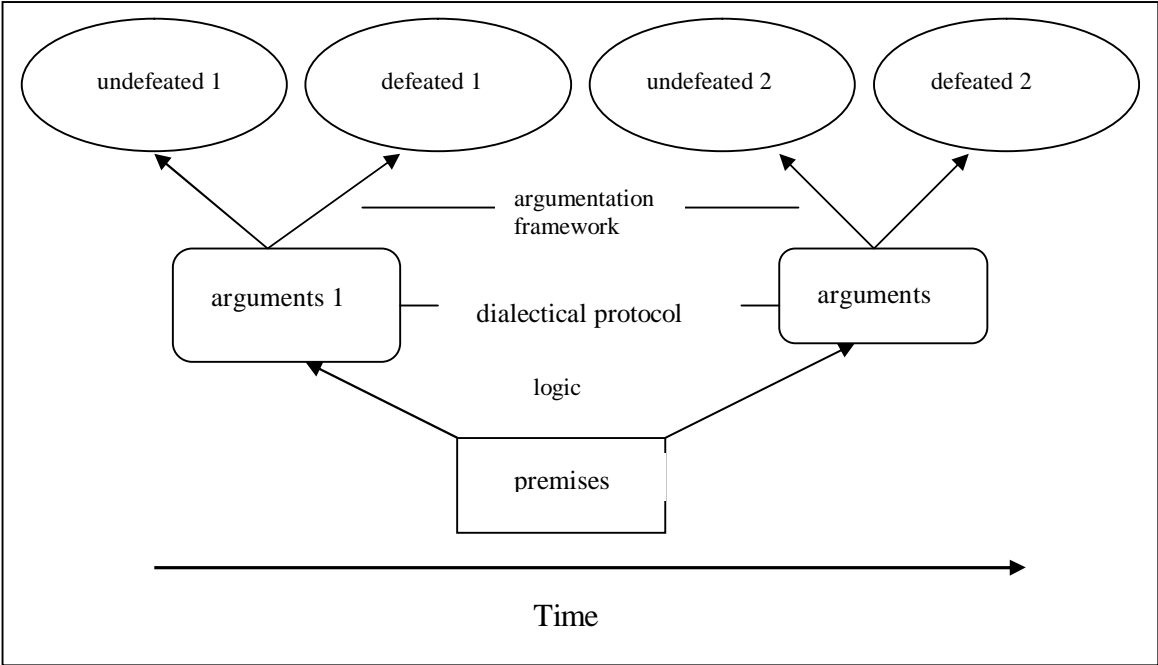 undefeated 1
defeated 1
undefeated 2
defeated 2
argumentation
framework
arguments 1
arguments
dialectical protocol
logic
premises
Time